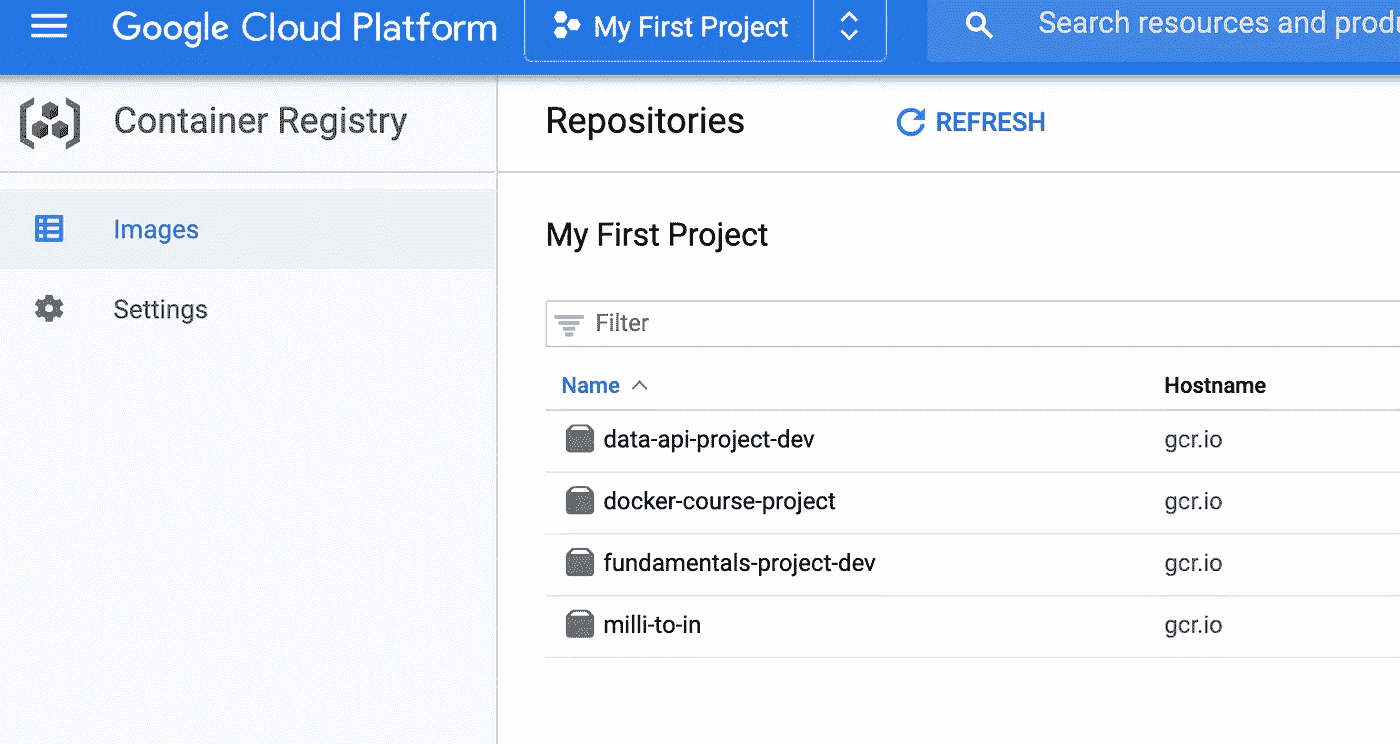 Google Cloud Platform My First Project Search resources and
Container Registry
Repositories REFRESH
Images
Settings
My First Project
Filter
Name Hostname
data-api-project-dev gcr.io
docker-course-project gcr.io
fundamentals-project-dev gcr.io
milli-to-in gcr.io